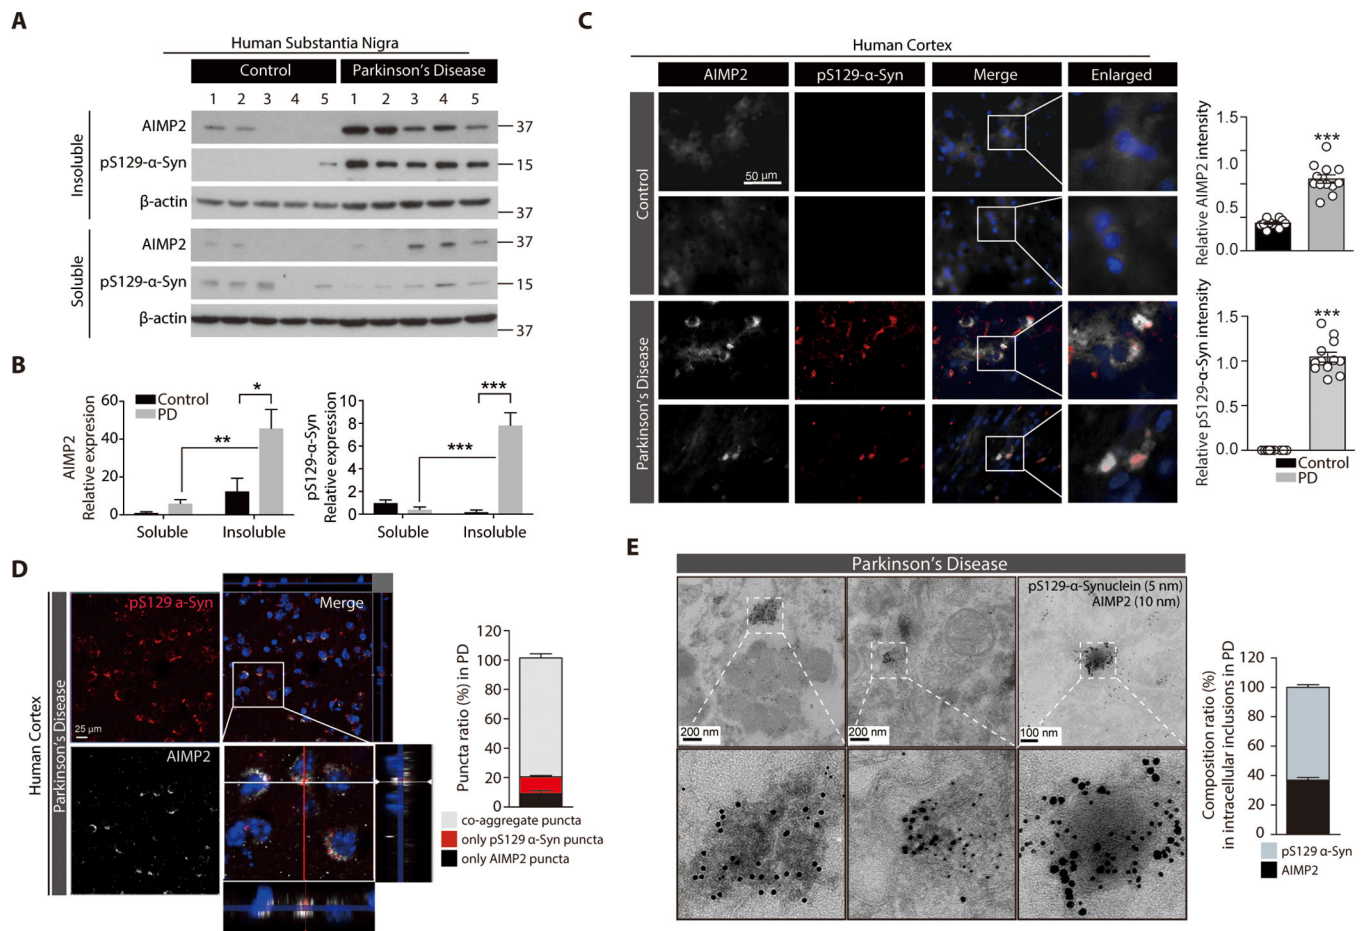 A
Human Substantia Nigra
Control Parkinson's Disease
1 2 3 4 5 1 2 3 4 5
Insoluble
AIMP2 37
pS129-α-Syn 15
β-actin
37
Soluble
AIMP2 37
pS129-α-Syn 15
β-actin
37
B
AIMP2
Relative expression
60
40
20
0
Control
PD
*
**
Soluble Insoluble
pS129-α-Syn
Relative expression
10
8
6
4
2
0
***
***
Soluble Insoluble
C
Human Cortex
AIMP2 pS129-α-Syn Merge Enlarged
Control
50 µm
Parkinson's Disease
Relative AIMP2 intensity
1.5
1.0
1.5
0.0
***
Relative pS129-α-Syn intensity
1.5
1.0
0.5
0.0
***
Control
PD
D
Human Cortex
Parkinson's Disease
pS129 a-Syn
25 µm
Merge
AIMP2
Puncta ratio (%) in PD
120
100
80
60
40
20
0
co-aggregate puncta
only pS129 α-Syn puncta
only AIMP2 puncta
E
Parkinson's Disease
pS129-α-Synuclein (5 nm)
AIMP2 (10 nm)
200 nm
200 nm
100 nm
Composition ratio (%)
in intracellular inclusions in PD
120
100
80
60
40
20
0
pS129 α-Syn
AIMP2